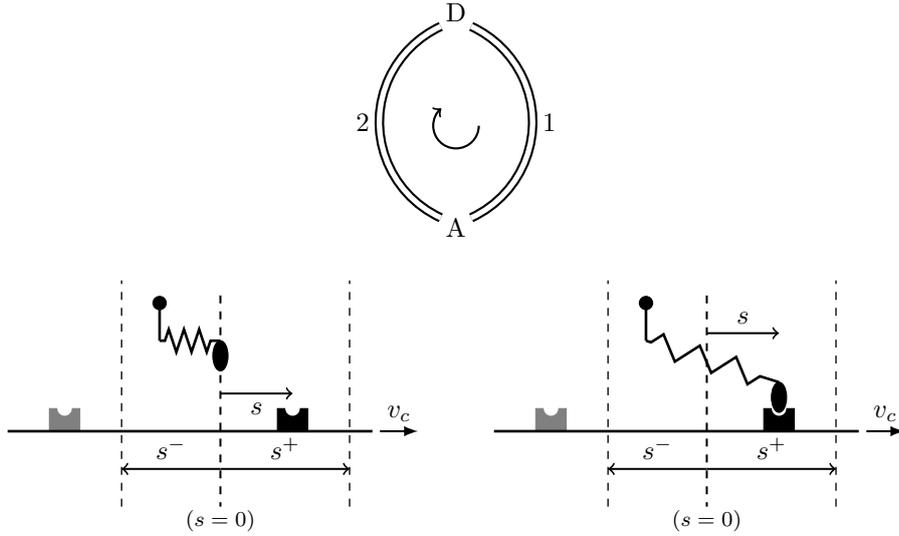 D
2 1
A
s s
v_c v_c
s^- s^+ s^- s^+
(s = 0) (s = 0)